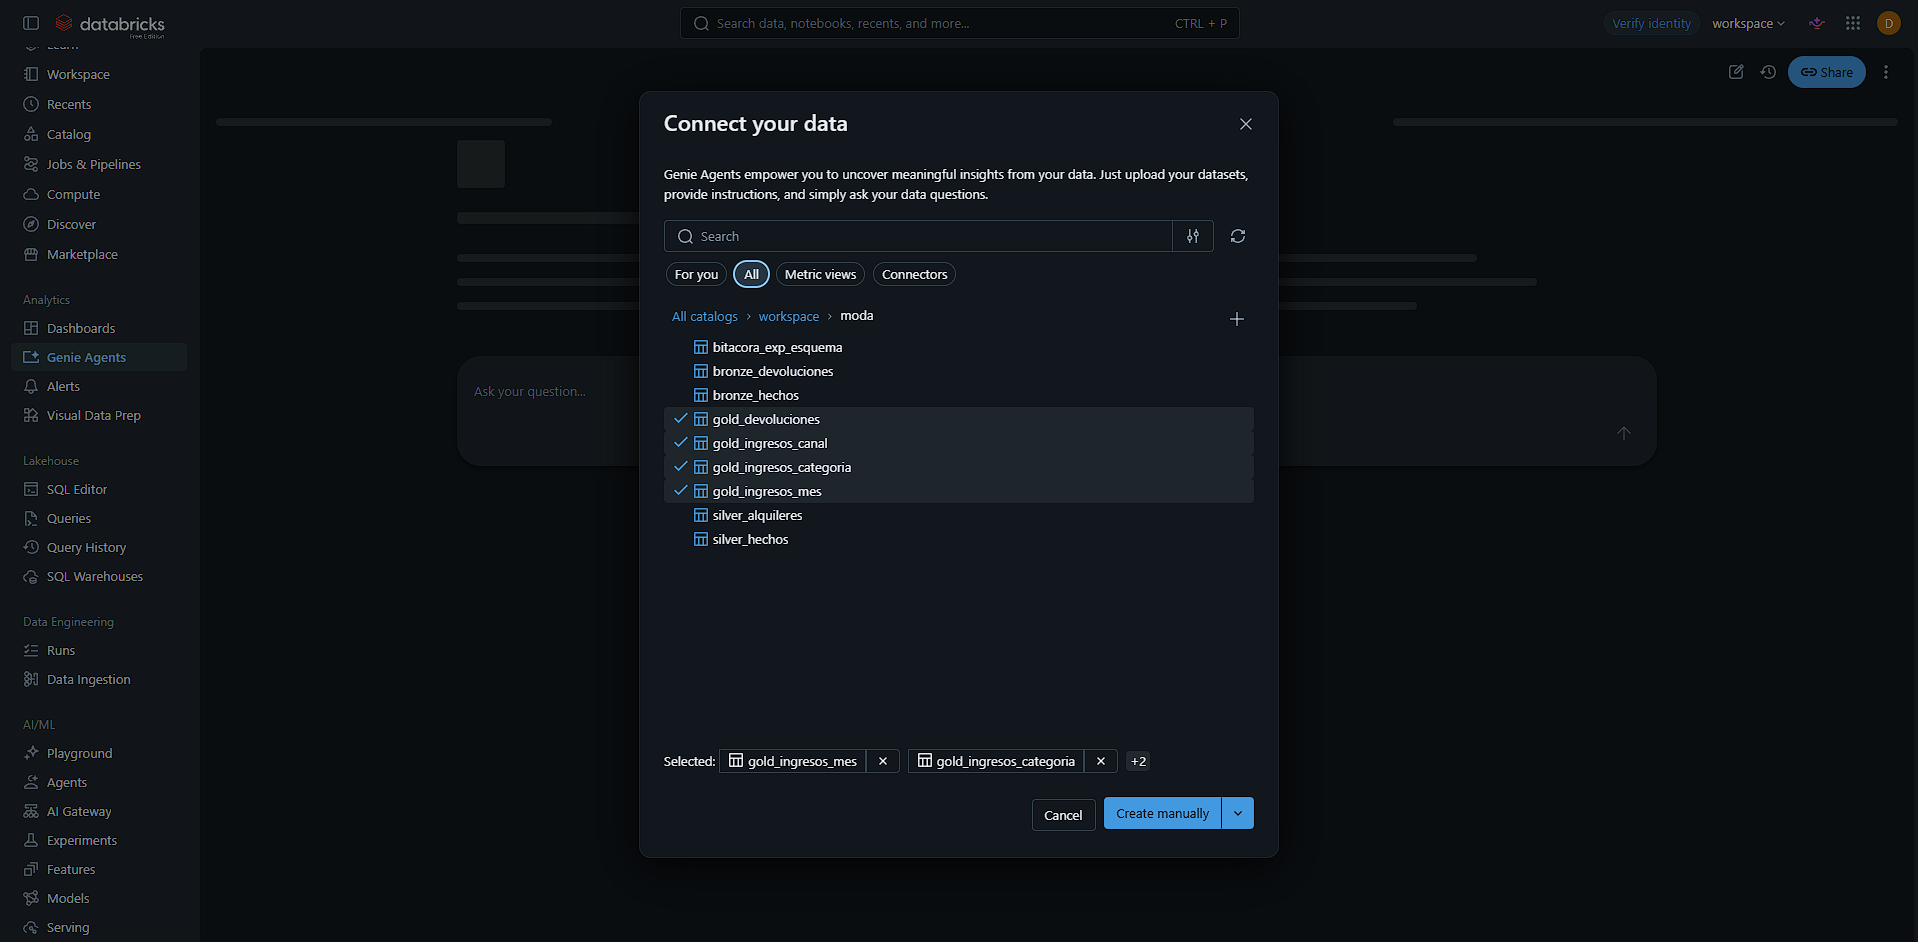 databricks
Free Edition
Search data, notebooks, recents, and more...
CTRL + P
Verify identity
workspace
D
Learn
Workspace
Recents
Catalog
Jobs & Pipelines
Compute
Discover
Marketplace
Analytics
Dashboards
Genie Agents
Alerts
Visual Data Prep
Lakehouse
SQL Editor
Queries
Query History
SQL Warehouses
Data Engineering
Runs
Data Ingestion
AI/ML
Playground
Agents
AI Gateway
Experiments
Features
Models
Serving
Share
Ask your question...
Connect your data
Genie Agents empower you to uncover meaningful insights from your data. Just upload your datasets,
provide instructions, and simply ask your data questions.
Search
For you
All
Metric views
Connectors
All catalogs > workspace > moda
bitacora_exp_esquema
bronze_devoluciones
bronze_hechos
gold_devoluciones
gold_ingresos_canal
gold_ingresos_categoria
gold_ingresos_mes
silver_alquileres
silver_hechos
Selected: gold_ingresos_mes gold_ingresos_categoria +2
Cancel
Create manually